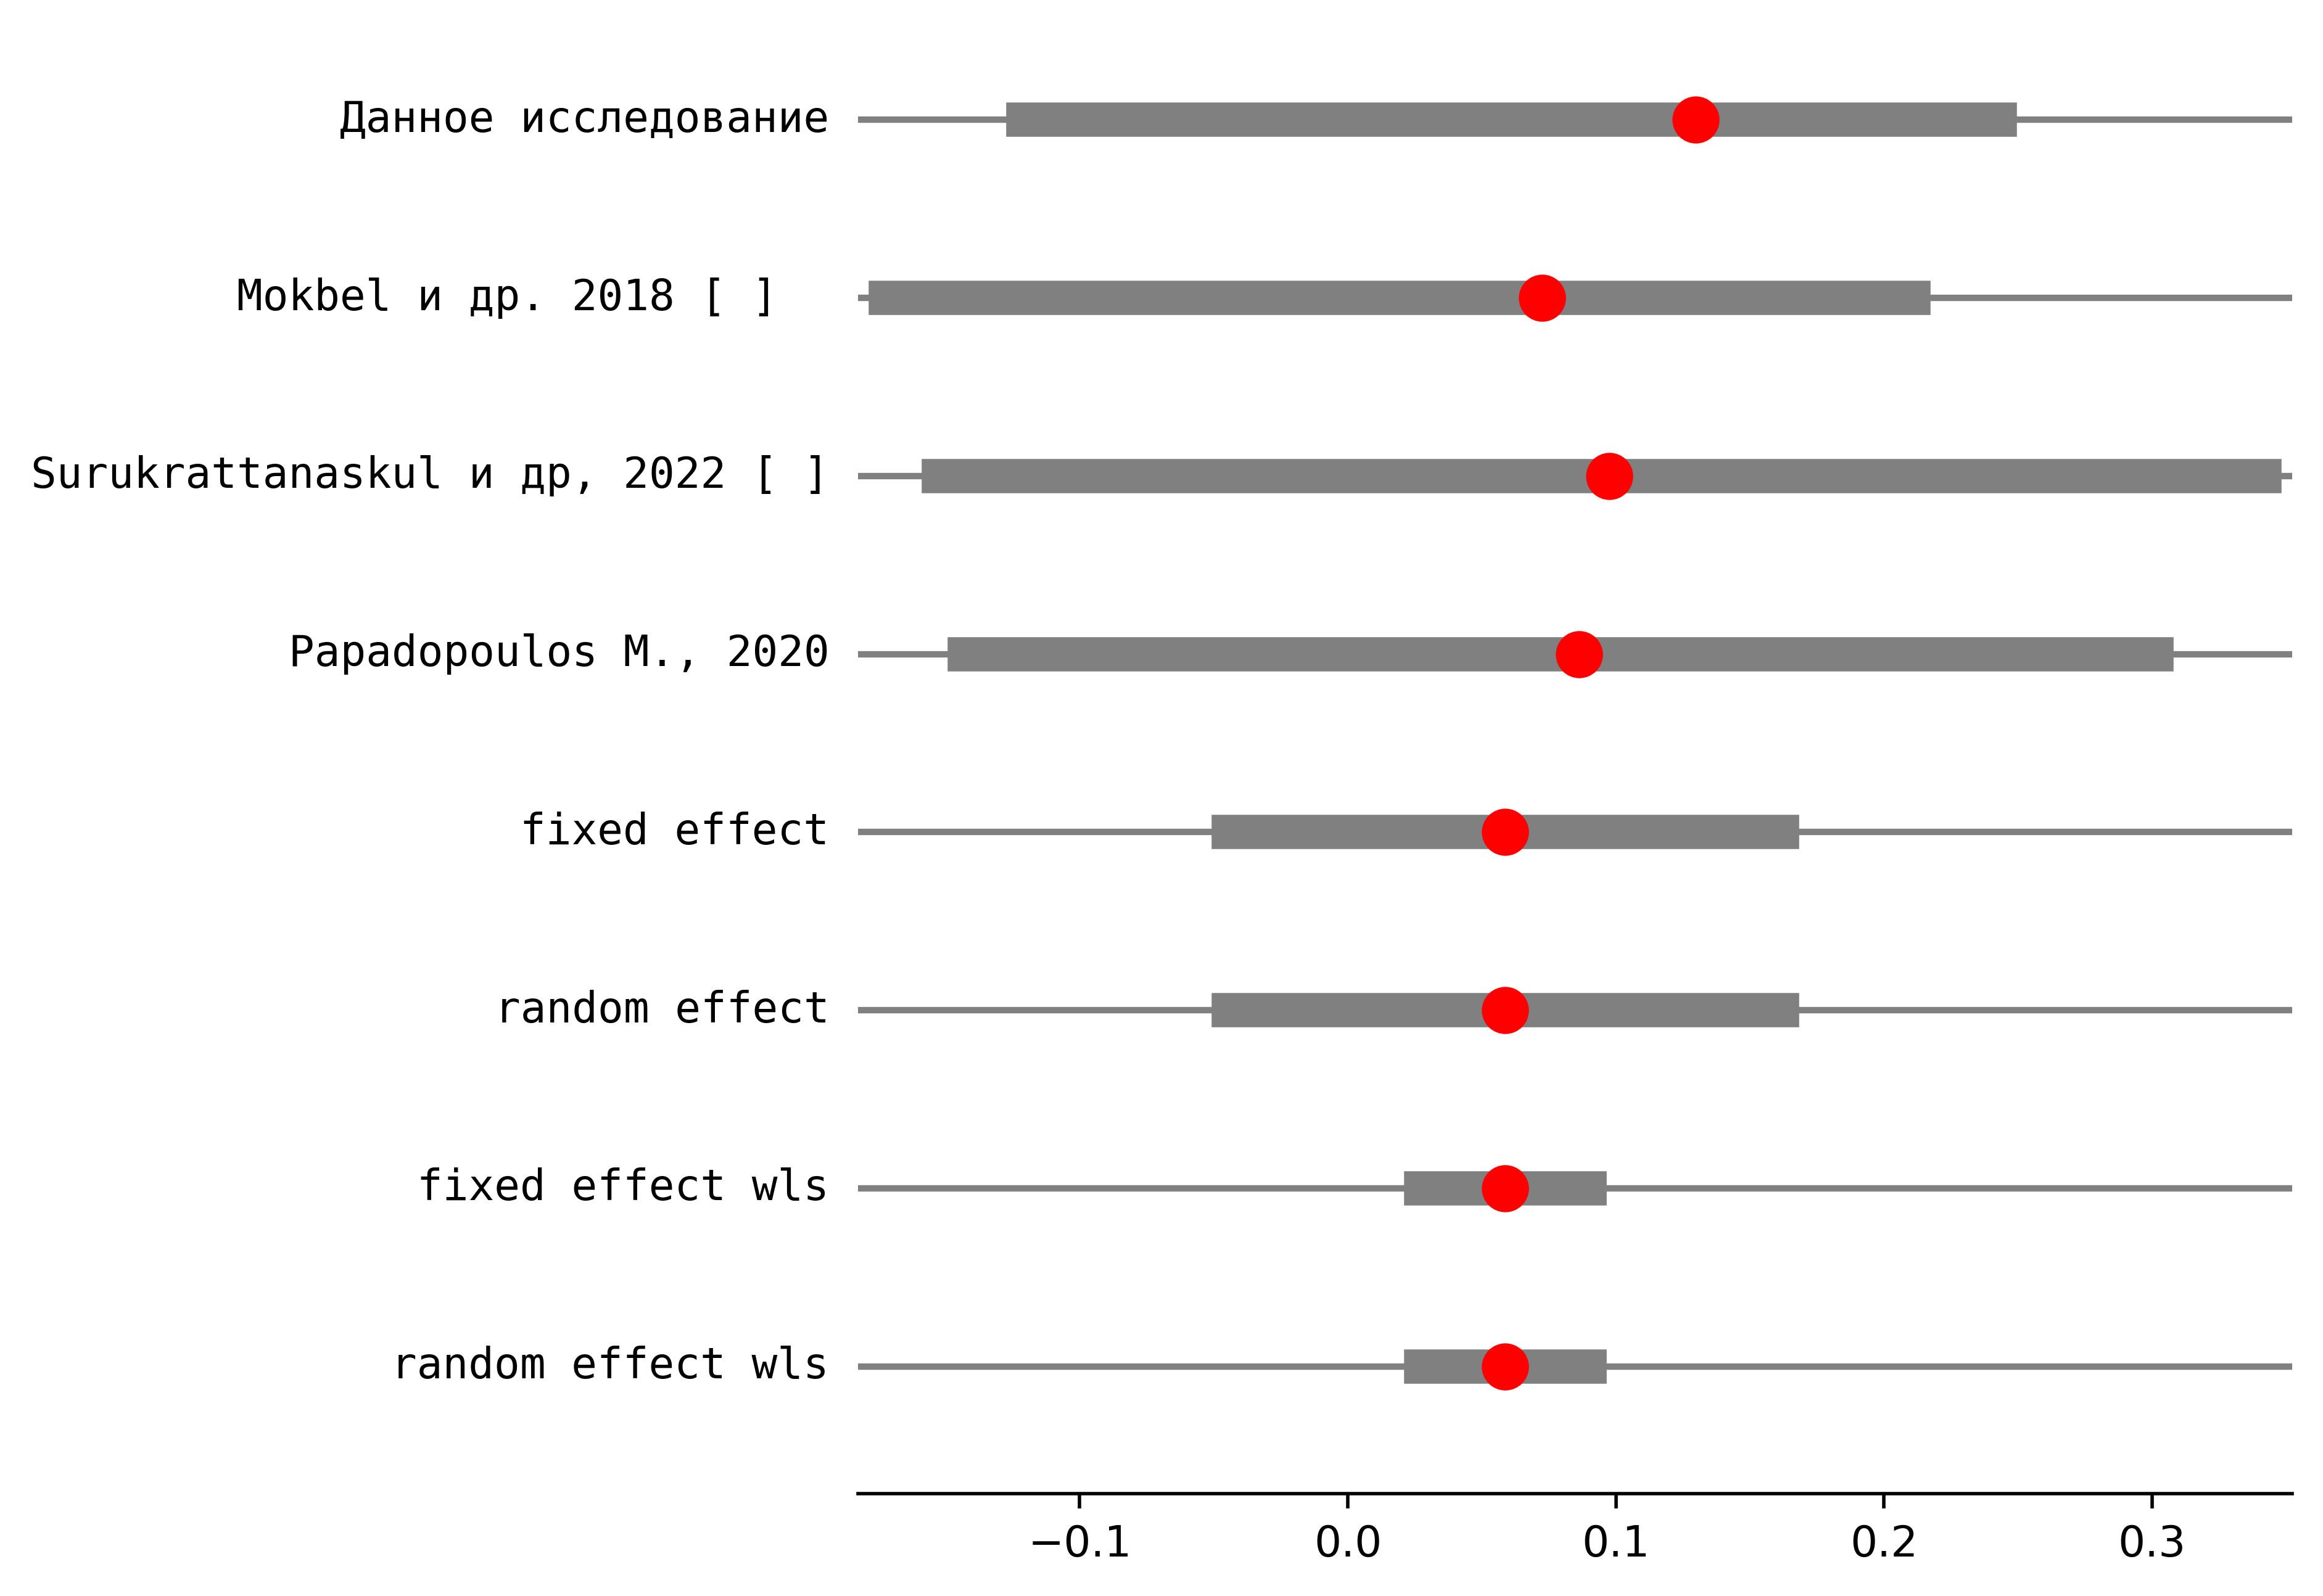 Данное исследование
Mokbel и др. 2018 [ ]
Surukrattanaskul и др, 2022 [ ]
Papadopoulos M., 2020
fixed effect
random effect
fixed effect wls
random effect wls
−0.1 0.0 0.1 0.2 0.3